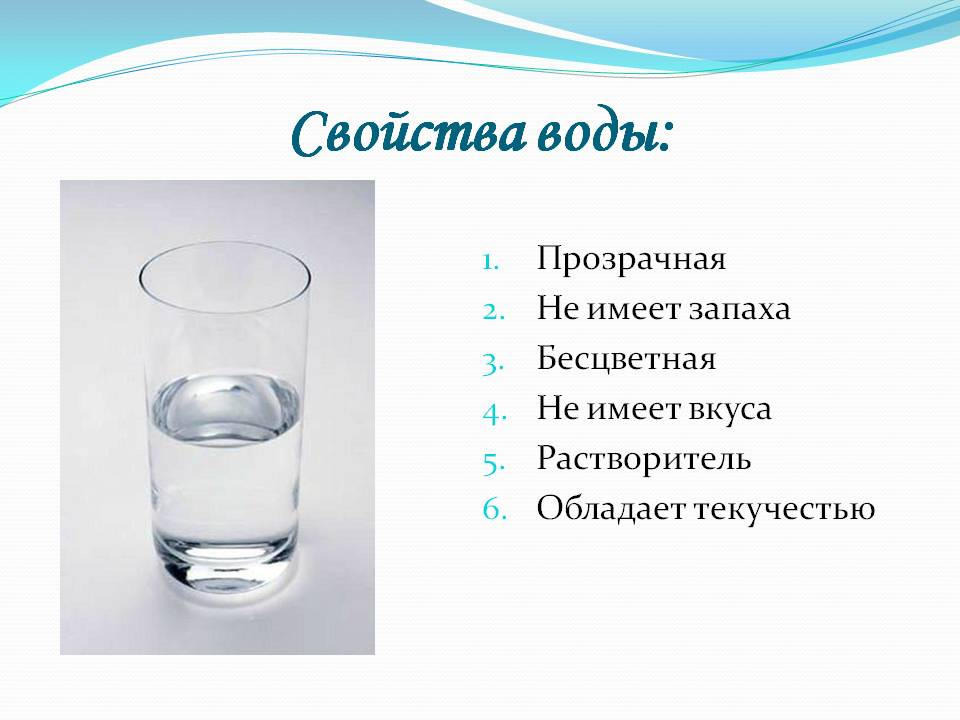 Свойства воды:
1. Прозрачная
2. Не имеет запаха
3. Бесцветная
4. Не имеет вкуса
5. Растворитель
6. Обладает текучестью